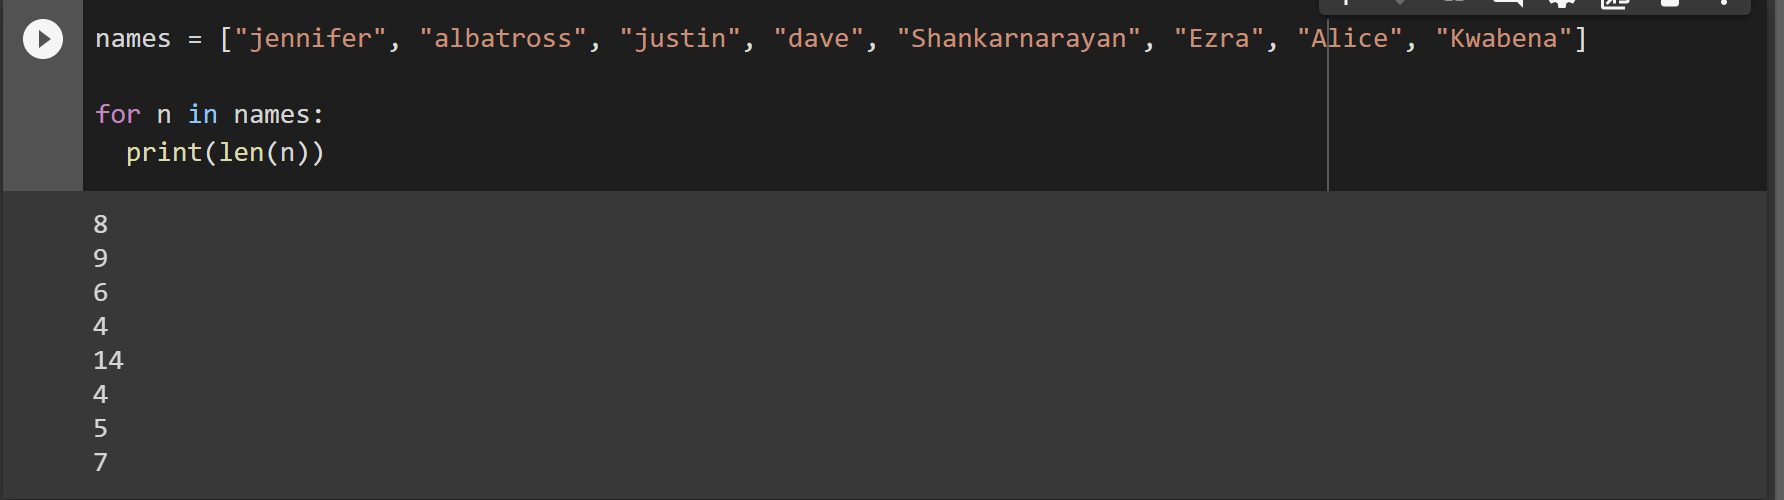 names = ["jennifer", "albatross", "justin", "dave", "Shankarnarayan", "Ezra", "Alice", "Kwabena"]
for n in names:
  print(len(n))
8
9
6
4
14
4
5
7